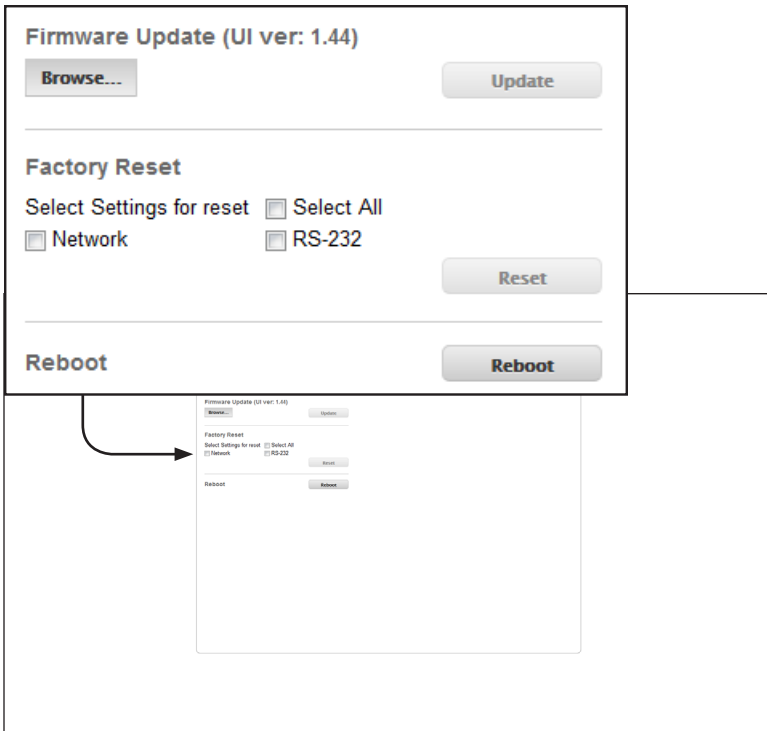 Firmware Update (UI ver: 1.44)
Browse...
Update
Factory Reset
Select Settings for reset Select All
Network RS-232
Reset
Reboot Reboot
Firmware Update (UI ver: 1.44)
Browse...
Update
Factory Reset
Select Settings for reset Select All
Network RS-232
Reset
Reboot Reboot